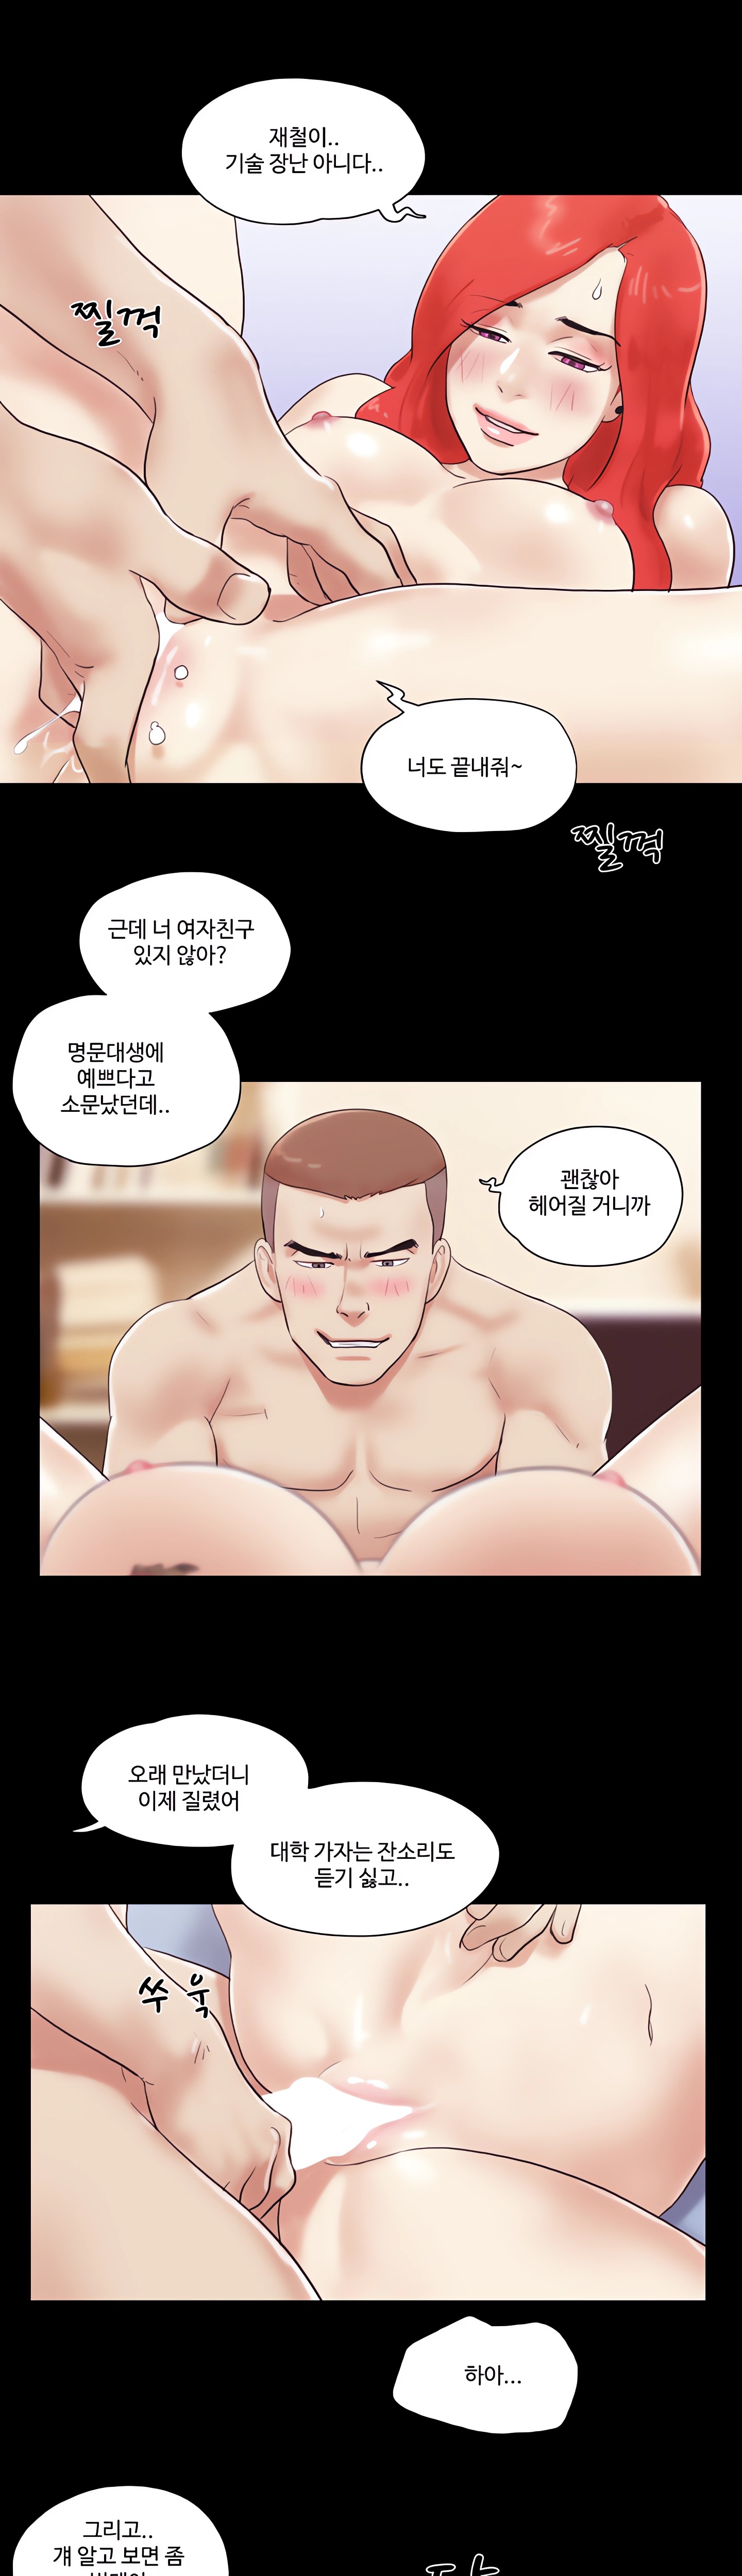 재철이..
기술 장난 아니다..
찔꺽
너도 끝내줘~
찔꺽
근데 너 여자친구
있지 않아?
명문대생에
예쁘다고
소문났던데..
괜찮아
헤어질 거니까
오래 만났더니
이제 질렸어
대학 가자는 잔소리도
듣기 싫고..
쑤욱
하아...
그리고..
걔 알고 보면 좀